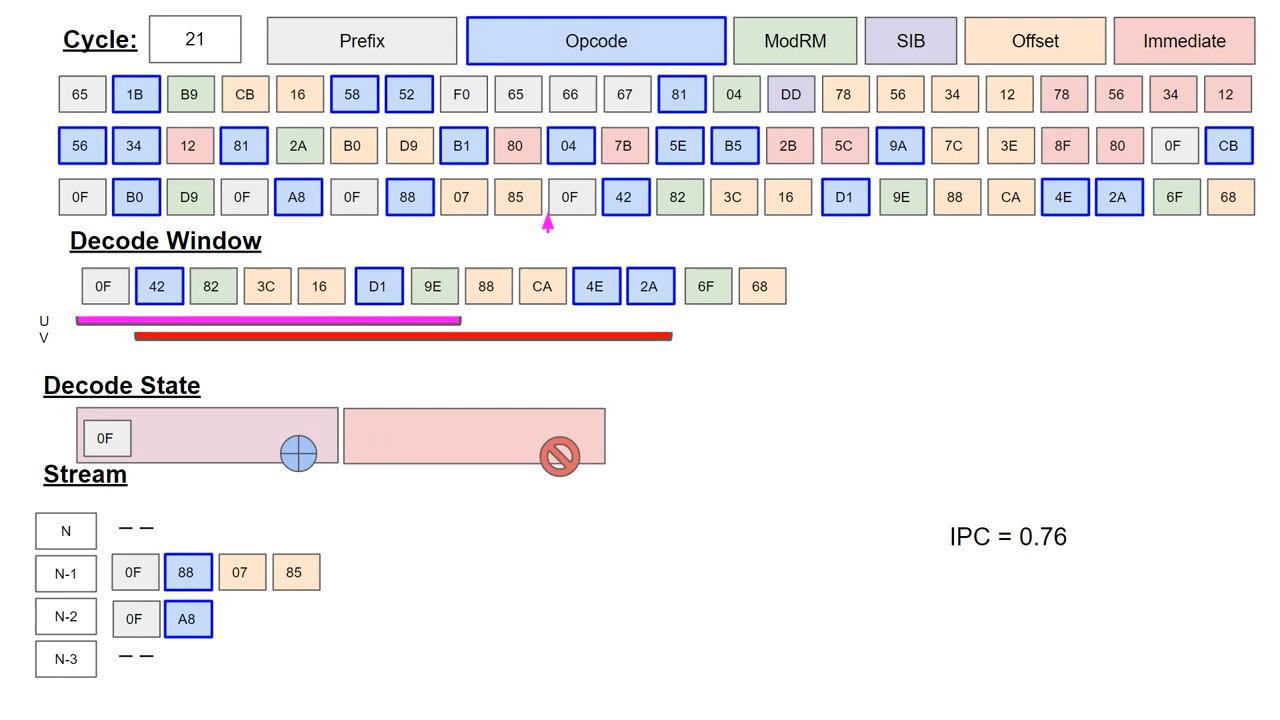 Cycle: 21 Prefix Opcode ModRM SIB Offset Immediate
65 1B B9 CB 16 58 52 F0 65 66 67 81 04 DD 78 56 34 12 78 56 34 12
56 34 12 81 2A B0 D9 B1 80 04 7B 5E B5 2B 5C 9A 7C 3E 8F 80 0F CB
0F B0 D9 0F A8 0F 88 07 85 0F 42 82 3C 16 D1 9E 88 CA 4E 2A 6F 68
Decode Window
0F 42 82 3C 16 D1 9E 88 CA 4E 2A 6F 68
U
V
Decode State
0F
Stream
N — —
IPC = 0.76
N-1 0F 88 07 85
N-2 0F A8
N-3 — —